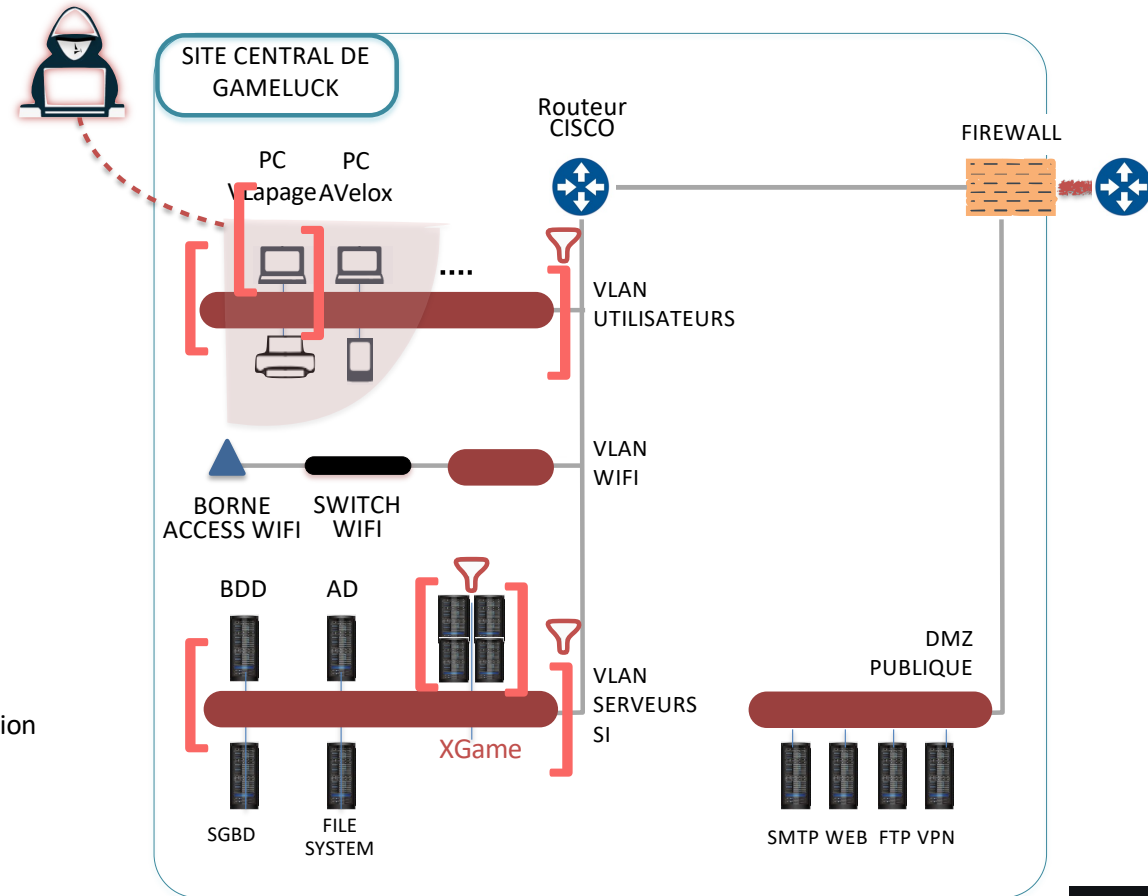 SITE CENTRAL DE
GAMELUCK
Routeur
CISCO
FIREWALL
PC
VLapage
PC
AVelox
....
VLAN
UTILISATEURS
VLAN
WIFI
BORNE
ACCESS WIFI
SWITCH
WIFI
BDD
AD
DMZ
PUBLIQUE
VLAN
SERVEURS
SI
ion
XGame
SGBD
FILE
SYSTEM
SMTP WEB FTP VPN